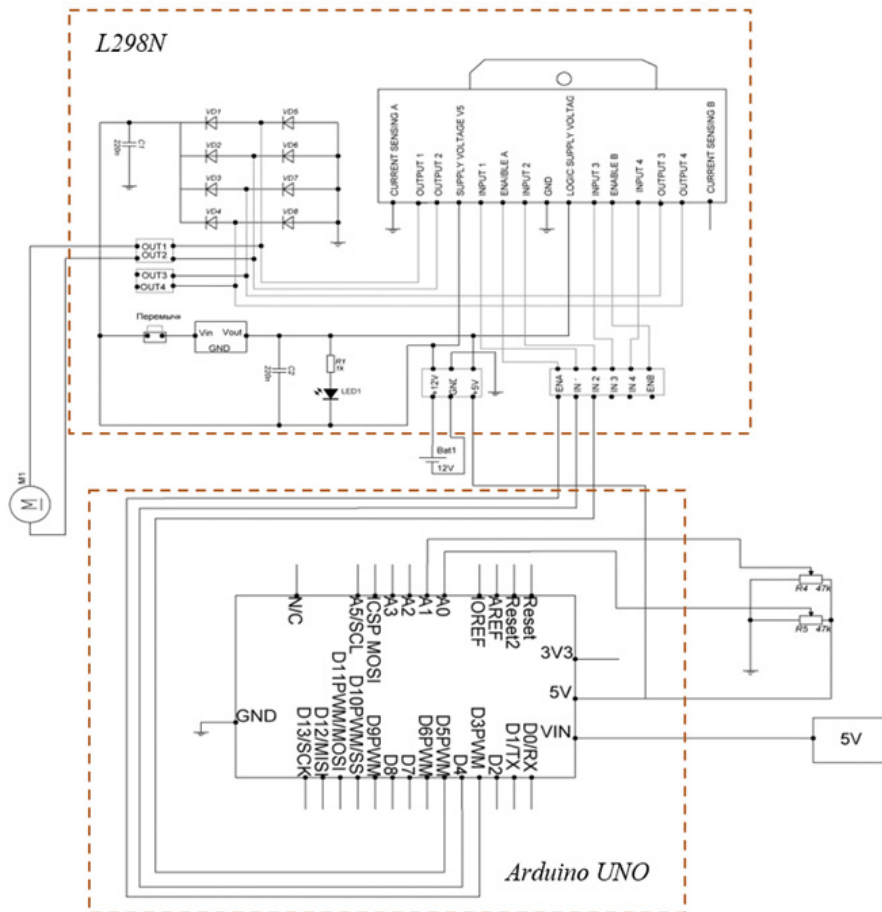 L298N
VD1
VD5
VD2
VD6
VD3
VD7
VD4
VD8
C1
220n
CURRENT SENSING A
OUTPUT 1
OUTPUT 2
SUPPLY VOLTAGE V5
INPUT 1
ENAIBLE A
INPUT 2
GND
LOGIC SUPPLY VOLTAG
INPUT 3
ENABLE B
INPUT 4
OUTPUT 3
OUTPUT 4
CURRENT SENSING B
OUT1
OUT2
OUT3
OUT4
Перемыч
Vin Vout
GND
C2
220n
R1
1k
LED1
+12V
GND
+5V
ENA
IN 1
IN 2
IN 3
IN 4
ENB
Bat1
12V
M1
M
N/C
A5/SCL
ICSP MOSI
A3
A2
A1
A0
IOREF
AREF
Reset2
Reset
3V3
5V
VIN
GND
D13/SCK
D12/MISI
D11PWM/MOSI
D10PWM/SS
D9PWM
D8
D7
D6PWM
D5PWM
D4
D3PWM
D2
D1/TX
D0/RX
R4 47k
R5 47k
5V
Arduino UNO